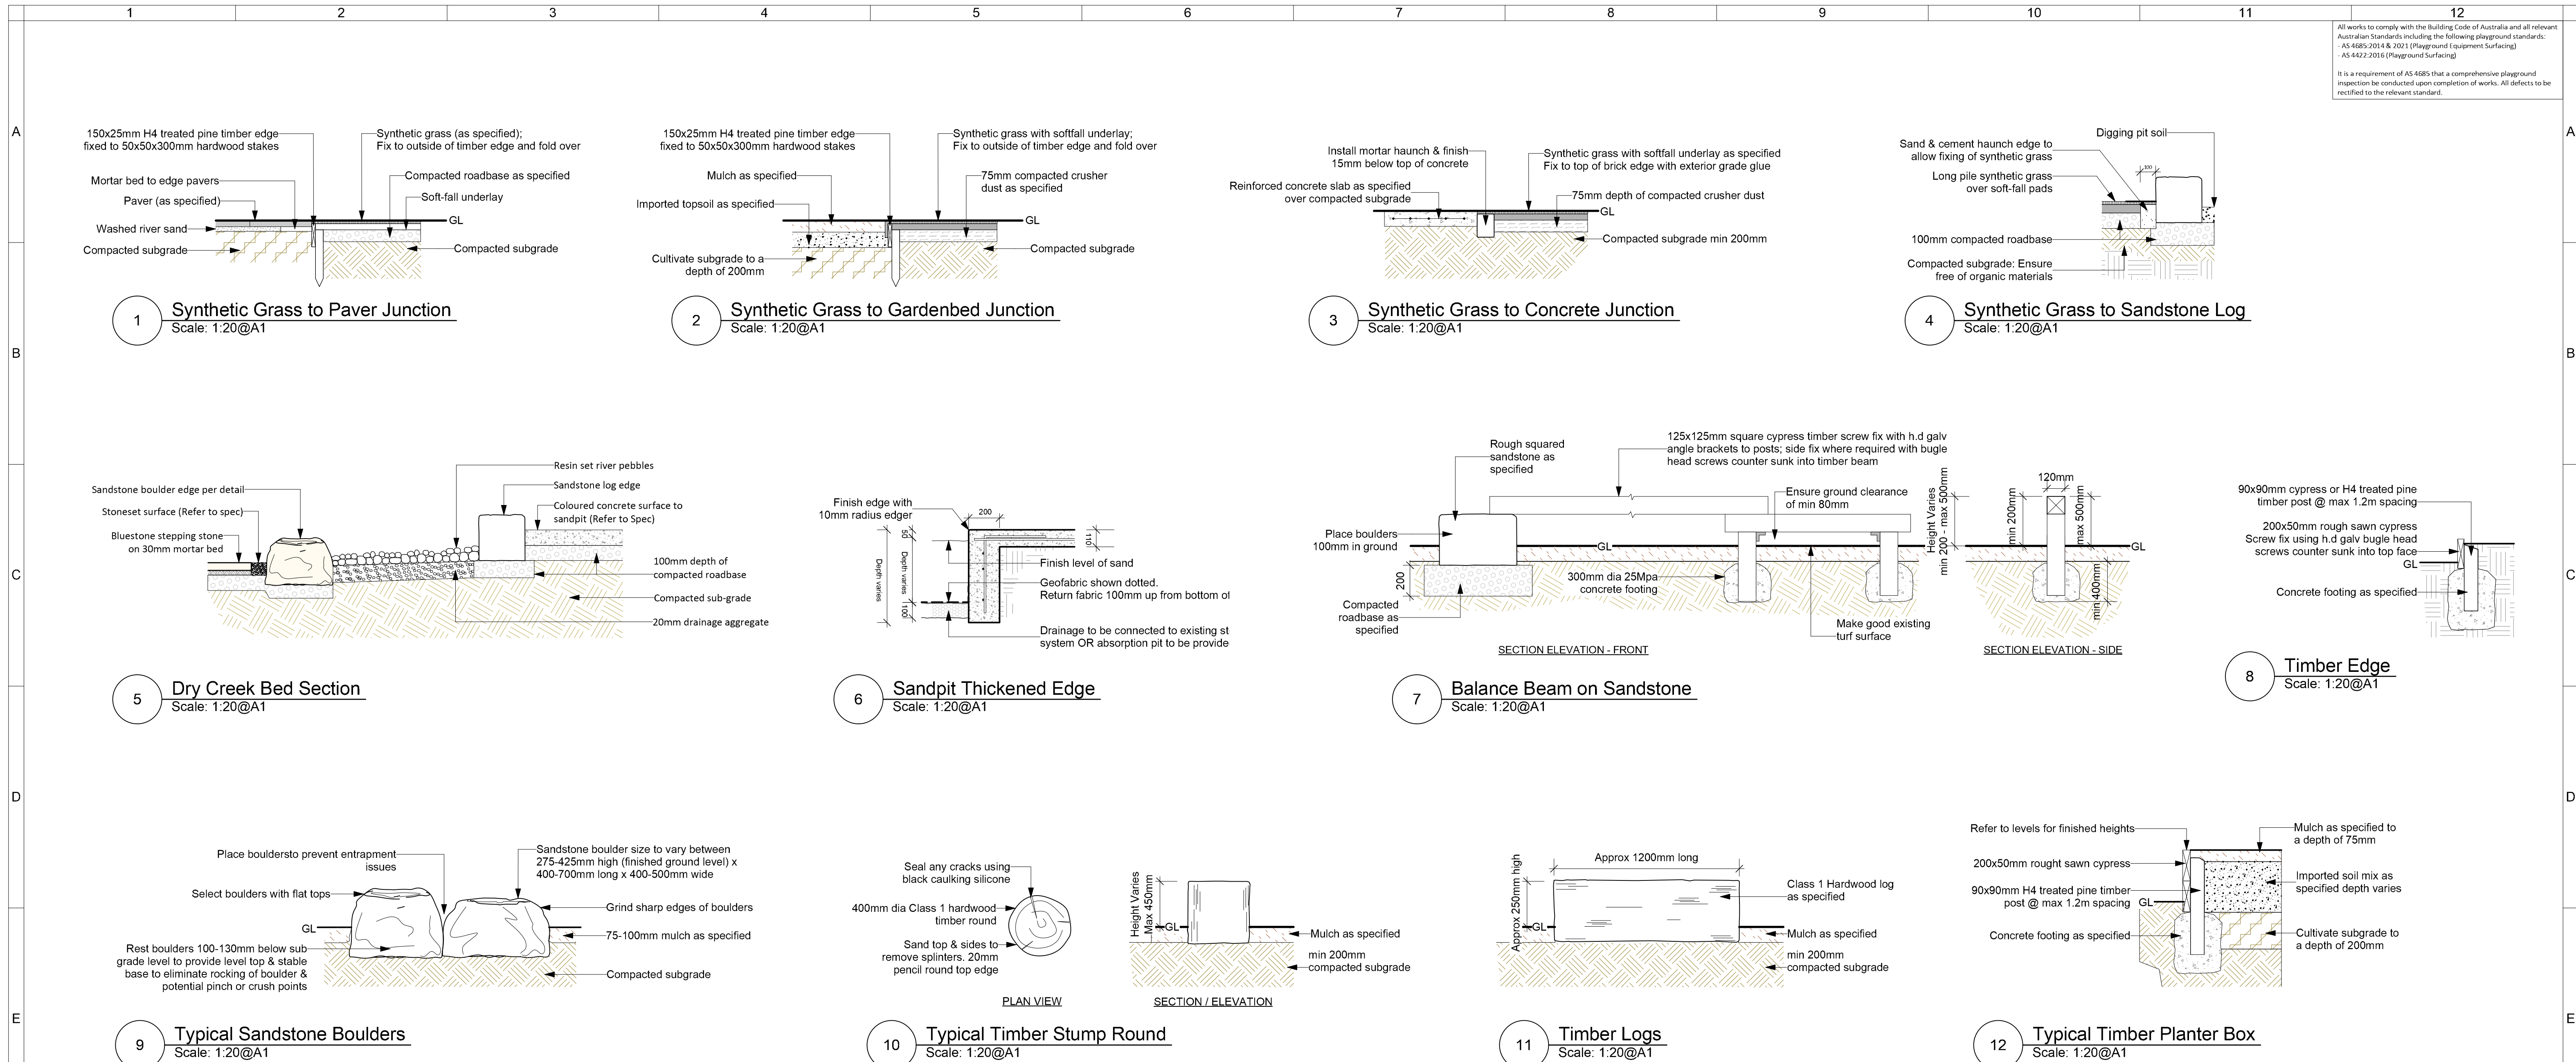 1 2 3 4 5 6 7 8 9 10 11 12
All works to comply with the Building Code of Australia and all relevant
Australian Standards including the following playground standards:
- AS 4685:2014 & 2021 (Playground Equipment Surfacing)
- AS 4422:2016 (Playground Surfacing)
It is a requirement of AS 4685 that a comprehensive playground
inspection be conducted upon completion of works. All defects to be
rectified to the relevant standard.
A
A
B
B
C
C
D
D
E
E
150x25mm H4 treated pine timber edge
fixed to 50x50x300mm hardwood stakes
Mortar bed to edge pavers
Paver (as specified)
Washed river sand
Compacted subgrade
Synthetic grass (as specified);
Fix to outside of timber edge and fold over
Compacted roadbase as specified
Soft-fall underlay
GL
Compacted subgrade
1
Synthetic Grass to Paver Junction
Scale: 1:20@A1
150x25mm H4 treated pine timber edge
fixed to 50x50x300mm hardwood stakes
Mulch as specified
Imported topsoil as specified
Cultivate subgrade to a
depth of 200mm
Synthetic grass with softfall underlay;
Fix to outside of timber edge and fold over
75mm compacted crusher
dust as specified
GL
Compacted subgrade
2
Synthetic Grass to Gardenbed Junction
Scale: 1:20@A1
Install mortar haunch & finish
15mm below top of concrete
Reinforced concrete slab as specified
over compacted subgrade
Synthetic grass with softfall underlay as specified
Fix to top of brick edge with exterior grade glue
75mm depth of compacted crusher dust
GL
Compacted subgrade min 200mm
3
Synthetic Grass to Concrete Junction
Scale: 1:20@A1
Digging pit soil
Sand & cement haunch edge to
allow fixing of synthetic grass
100
Long pile synthetic grass
over soft-fall pads
100mm compacted roadbase
Compacted subgrade: Ensure
free of organic materials
4
Synthetic Grass to Sandstone Log
Scale: 1:20@A1
Sandstone boulder edge per detail
Stoneset surface (Refer to spec)
Bluestone stepping stone
on 30mm mortar bed
Resin set river pebbles
Sandstone log edge
Coloured concrete surface to
sandpit (Refer to Spec)
100mm depth of
compacted roadbase
Compacted sub-grade
20mm drainage aggregate
5
Dry Creek Bed Section
Scale: 1:20@A1
Finish edge with
10mm radius edger
200
50
110
Depth varies
Depth varies
100
Finish level of sand
Geofabric shown dotted.
Return fabric 100mm up from bottom of
Drainage to be connected to existing st
system OR absorption pit to be provide
6
Sandpit Thickened Edge
Scale: 1:20@A1
Rough squared
sandstone as
specified
125x125mm square cypress timber screw fix with h.d galv
angle brackets to posts; side fix where required with bugle
head screws counter sunk into timber beam
Ensure ground clearance
of min 80mm
Place boulders
100mm in ground
GL
200
300mm dia 25Mpa
concrete footing
Compacted
roadbase as
specified
Make good existing
turf surface
Height Varies
min 200 - max 500mm
SECTION ELEVATION - FRONT
120mm
min 200mm
max 500mm
GL
min 400mm
SECTION ELEVATION - SIDE
7
Balance Beam on Sandstone
Scale: 1:20@A1
90x90mm cypress or H4 treated pine
timber post @ max 1.2m spacing
200x50mm rough sawn cypress
Screw fix using h.d galv bugle head
screws counter sunk into top face
GL
Concrete footing as specified
8
Timber Edge
Scale: 1:20@A1
Place bouldersto prevent entrapment
issues
Select boulders with flat tops
GL
Rest boulders 100-130mm below sub
grade level to provide level top & stable
base to eliminate rocking of boulder &
potential pinch or crush points
Sandstone boulder size to vary between
275-425mm high (finished ground level) x
400-700mm long x 400-500mm wide
Grind sharp edges of boulders
75-100mm mulch as specified
Compacted subgrade
9
Typical Sandstone Boulders
Scale: 1:20@A1
Seal any cracks using
black caulking silicone
400mm dia Class 1 hardwood
timber round
Sand top & sides to
remove splinters. 20mm
pencil round top edge
PLAN VIEW
Height Varies
Max 450mm
GL
Mulch as specified
min 200mm
compacted subgrade
SECTION / ELEVATION
10
Typical Timber Stump Round
Scale: 1:20@A1
Approx 1200mm long
Approx 250mm high
GL
Class 1 Hardwood log
as specified
Mulch as specified
min 200mm
compacted subgrade
11
Timber Logs
Scale: 1:20@A1
Refer to levels for finished heights
200x50mm rought sawn cypress
90x90mm H4 treated pine timber
post @ max 1.2m spacing
GL
Concrete footing as specified
Mulch as specified to
a depth of 75mm
Imported soil mix as
specified depth varies
Cultivate subgrade to
a depth of 200mm
12
Typical Timber Planter Box
Scale: 1:20@A1